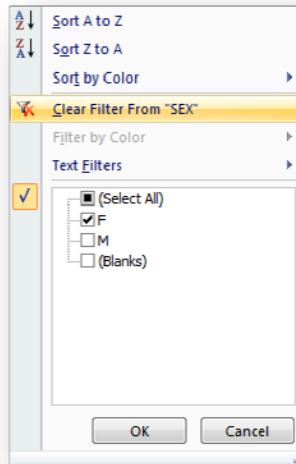 Sort A to Z
Sort Z to A
Sort by Color
Clear Filter From "SEX"
Filter by Color
Text Filters
(Select All)
F
M
(Blanks)
OK
Cancel